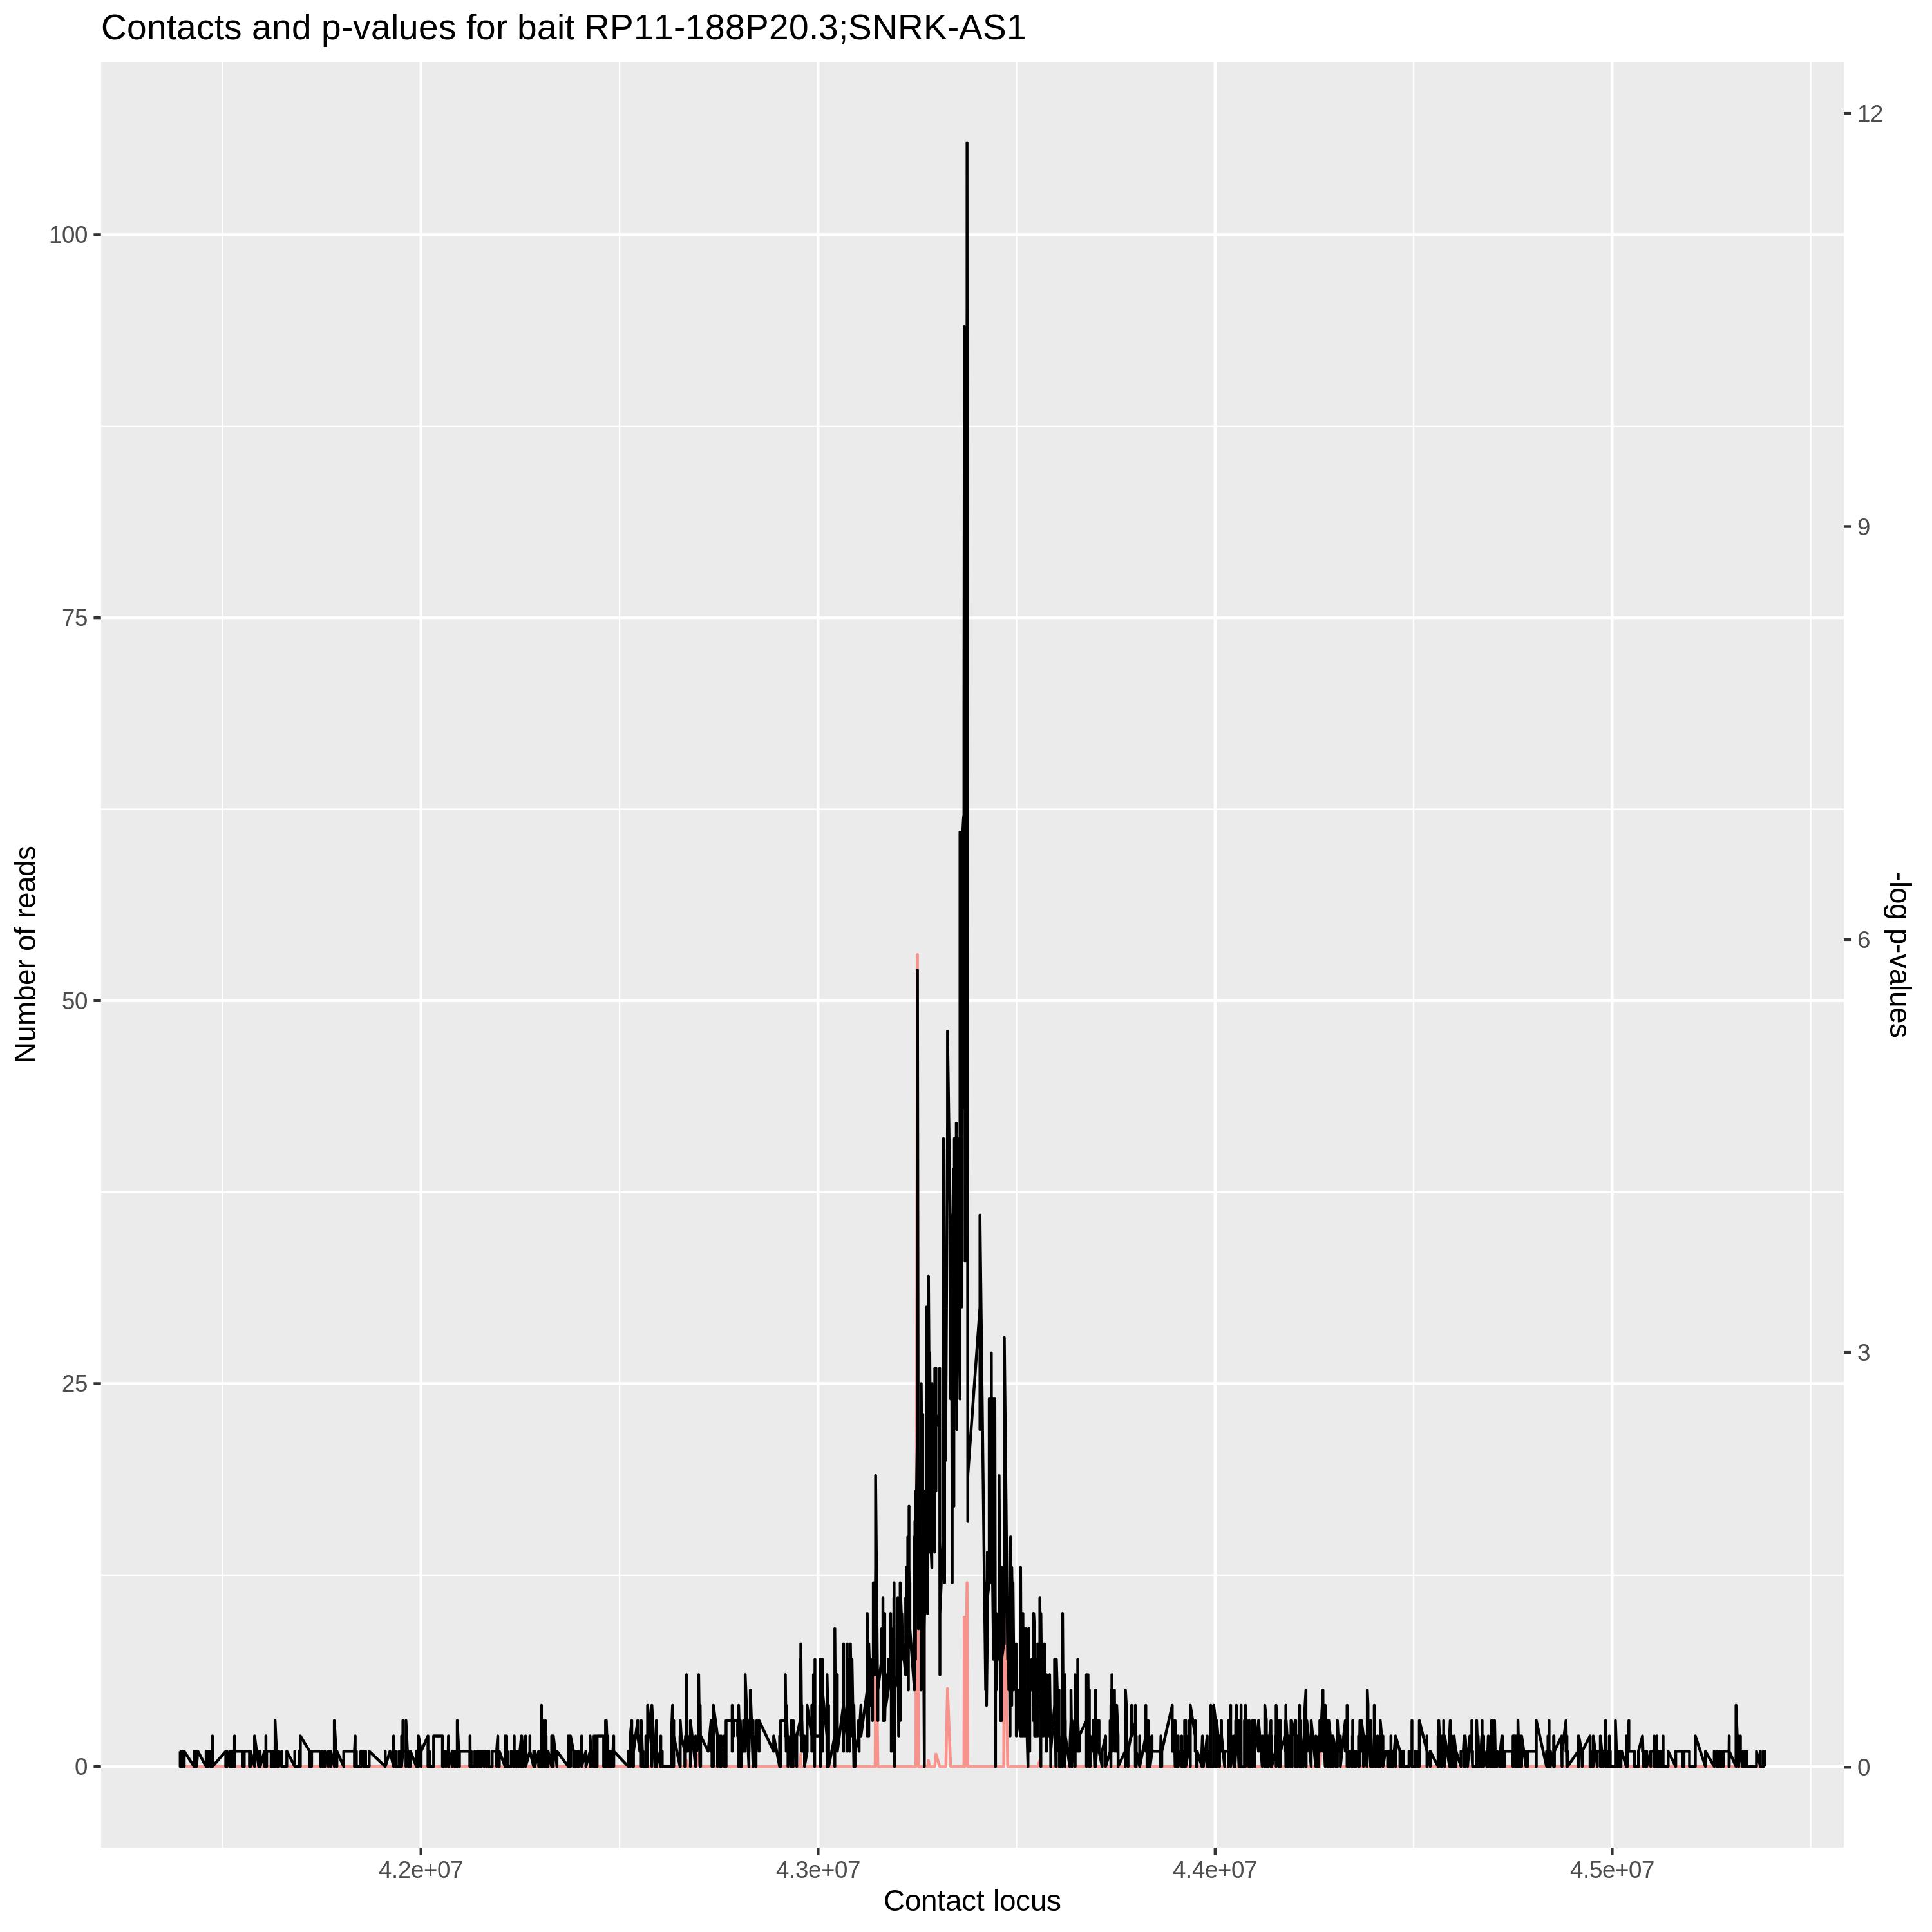 Contacts and p-values for bait RP11-188P20.3;SNRK-AS1
12
100
9
75
Number of reads
-log p-values
6
50
3
25
0
0
4.2e+07
4.3e+07
4.4e+07
4.5e+07
Contact locus